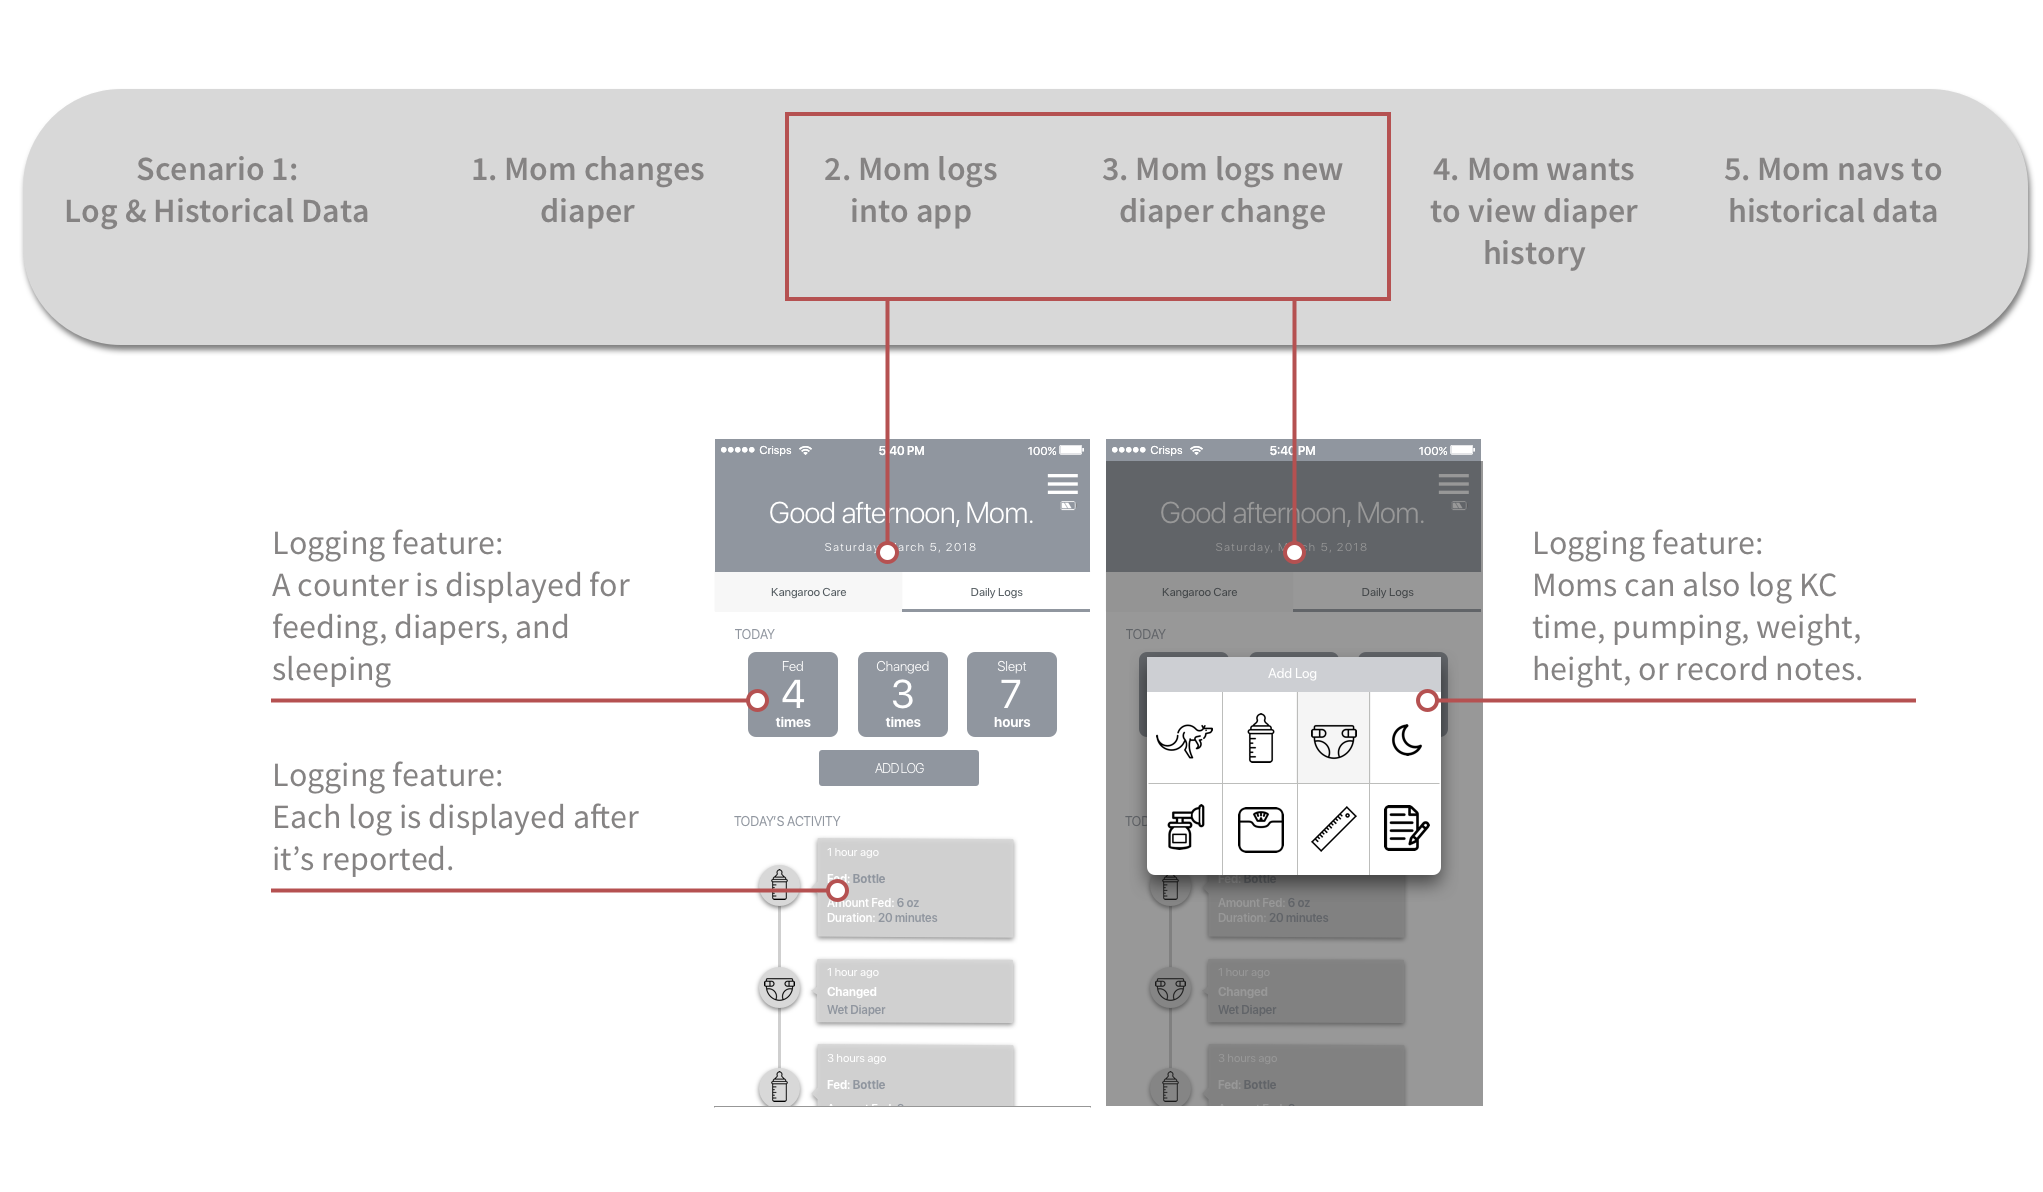 Scenario 1:
Log & Historical Data
1. Mom changes
diaper
2. Mom logs
into app
3. Mom logs new
diaper change
4. Mom wants
to view diaper
history
5. Mom navs to
historical data
Logging feature:
A counter is displayed for
feeding, diapers, and
sleeping
Logging feature:
Each log is displayed after
it's reported.
Crisps
5:40 PM
100%
Good afternoon, Mom.
Saturday, March 5, 2018
Kangaroo Care
Daily Logs
TODAY
Fed
4
times
Changed
3
times
Slept
7
hours
ADD LOG
TODAY'S ACTIVITY
1 hour ago
Fed: Bottle
Amount Fed: 6 oz
Duration: 20 minutes
1 hour ago
Changed
Wet Diaper
3 hours ago
Fed: Bottle
Crisps
5:40 PM
100%
Good afternoon, Mom.
Saturday, March 5, 2018
Kangaroo Care
Daily Logs
TODAY
Add Log
Fed: Bottle
Amount Fed: 6 oz
Duration: 20 minutes
1 hour ago
Changed
Wet Diaper
3 hours ago
Fed: Bottle
Logging feature:
Moms can also log KC
time, pumping, weight,
height, or record notes.